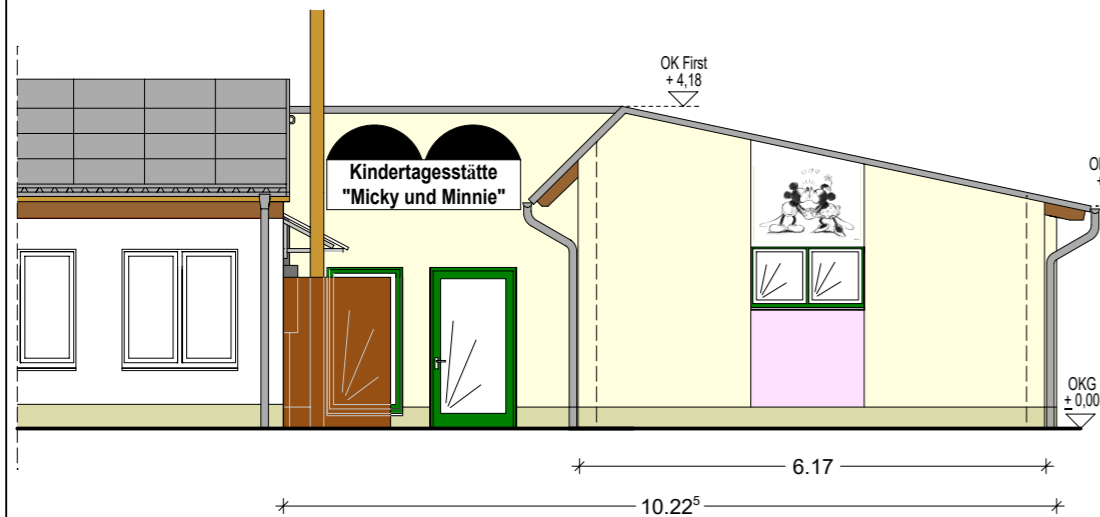 OK First
+ 4,18
Kindertagesstätte
"Micky und Minnie"
OKG
+ 0,00
6.17
10.22⁵